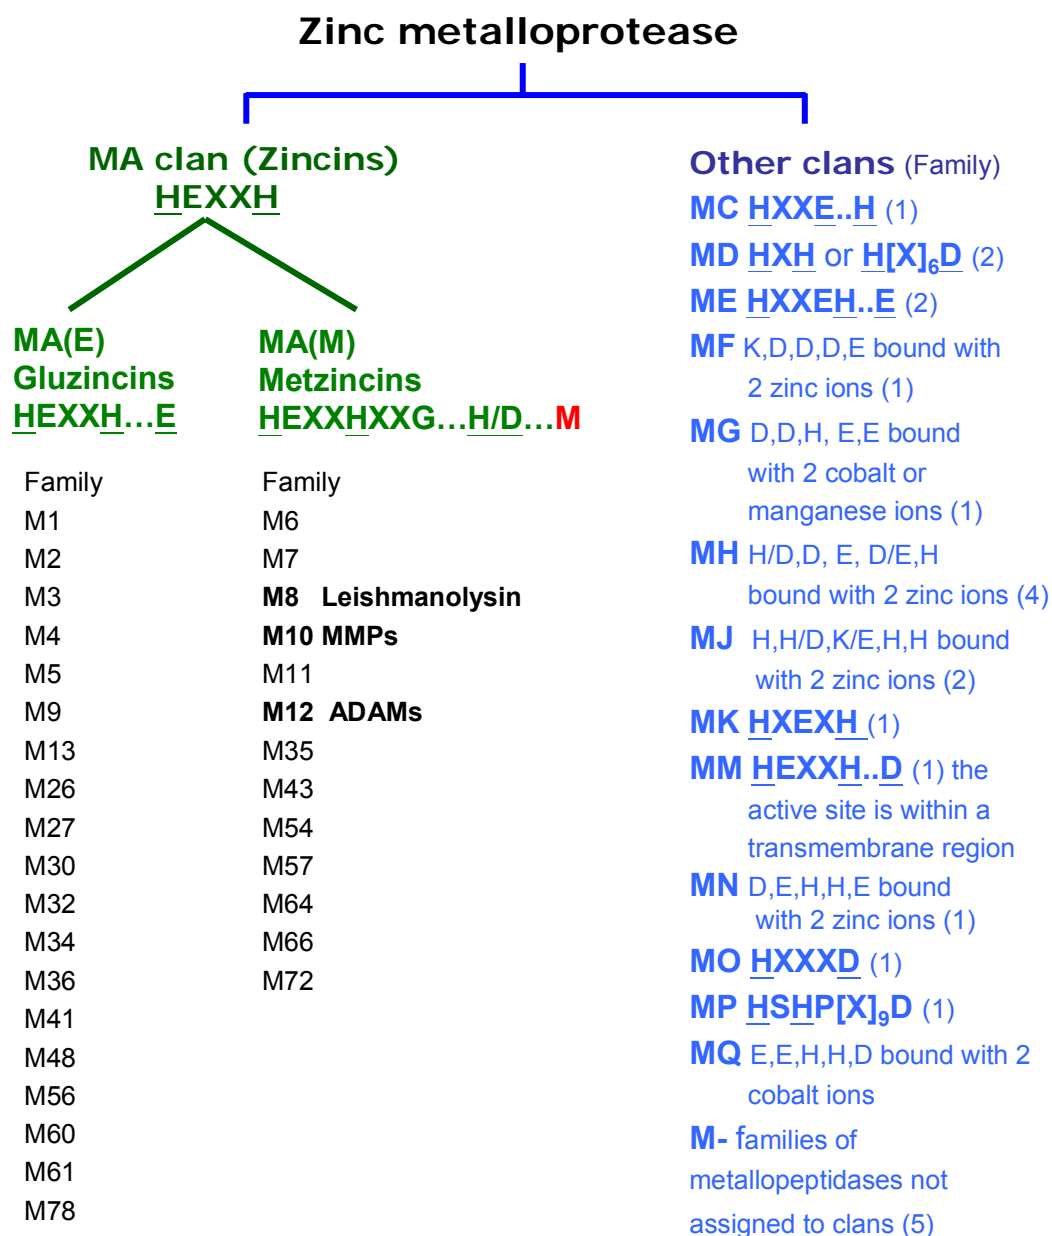 Zinc metalloprotease
MA clan (Zincins)
HEXXH
MA(E)
Gluzincins
HEXXH...E
Family
M1
M2
M3
M4
M5
M9
M13
M26
M27
M30
M32
M34
M36
M41
M48
M56
M60
M61
M78
MA(M)
Metzincins
HEXXHXXG...H/D...M
Family
M6
M7
M8 Leishmanolysin
M10 MMPs
M11
M12 ADAMs
M35
M43
M54
M57
M64
M66
M72
Other clans (Family)
MC HXXE..H (1)
MD HXH or H[X]₆D (2)
ME HXXEH..E (2)
MF K,D,D,D,E bound with
2 zinc ions (1)
MG D,D,H, E,E bound
with 2 cobalt or
manganese ions (1)
MH H/D,D, E, D/E,H
bound with 2 zinc ions (4)
MJ H,H/D,K/E,H,H bound
with 2 zinc ions (2)
MK HXEXH (1)
MM HEXXH..D (1) the
active site is within a
transmembrane region
MN D,E,H,H,E bound
with 2 zinc ions (1)
MO HXXXD (1)
MP HSHP[X]₉D (1)
MQ E,E,H,H,D bound with 2
cobalt ions
M- families of
metallopeptidases not
assigned to clans (5)